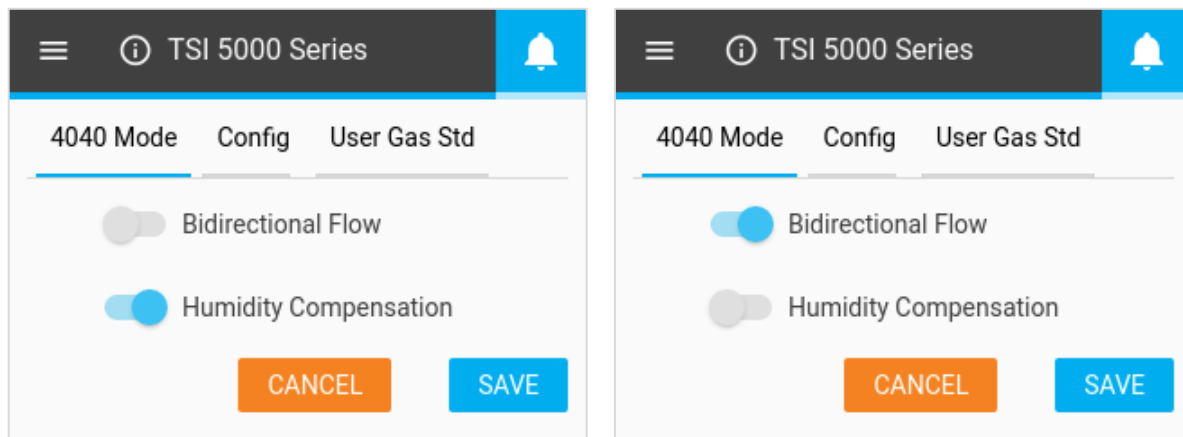 TSI 5000 Series
4040 Mode Config User Gas Std
Bidirectional Flow
Humidity Compensation
CANCEL SAVE
TSI 5000 Series
4040 Mode Config User Gas Std
Bidirectional Flow
Humidity Compensation
CANCEL SAVE